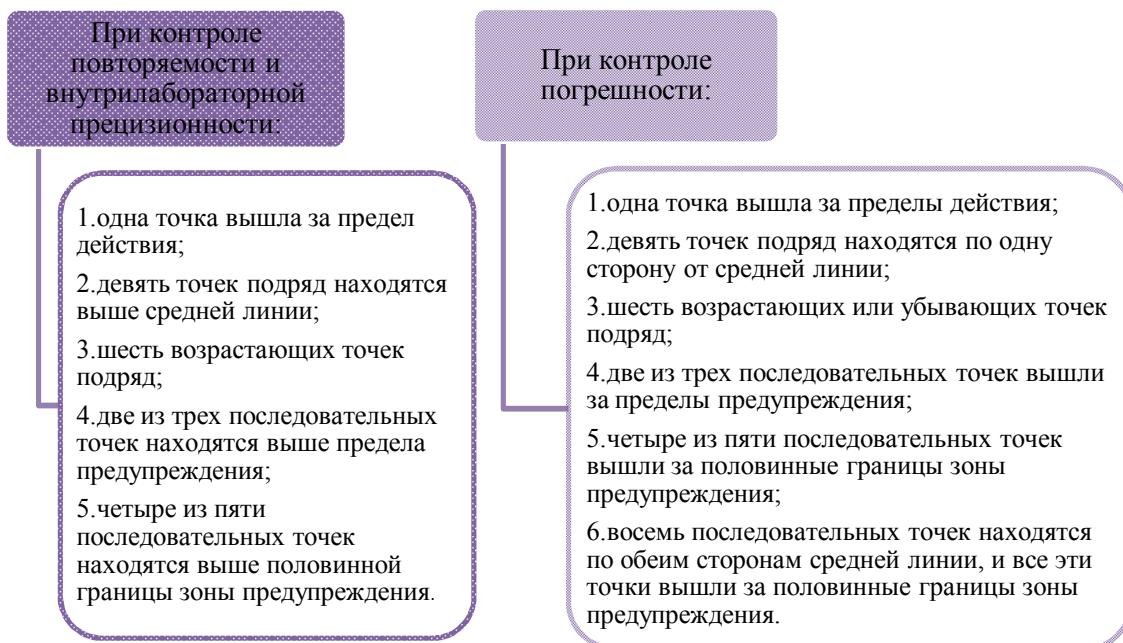 При контроле
повторяемости и
внутрилабораторной
прецизионности:
1.одна точка вышла за предел
действия;
2.девять точек подряд находятся
выше средней линии;
3.шесть возрастающих точек
подряд;
4.две из трех последовательных
точек находятся выше предела
предупреждения;
5.четыре из пяти
последовательных точек
находятся выше половинной
границы зоны предупреждения.
При контроле
погрешности:
1.одна точка вышла за пределы действия;
2.девять точек подряд находятся по одну
сторону от средней линии;
3.шесть возрастающих или убывающих точек
подряд;
4.две из трех последовательных точек вышли
за пределы предупреждения;
5.четыре из пяти последовательных точек
вышли за половинные границы зоны
предупреждения;
6.восемь последовательных точек находятся
по обеим сторонам средней линии, и все эти
точки вышли за половинные границы зоны
предупреждения.